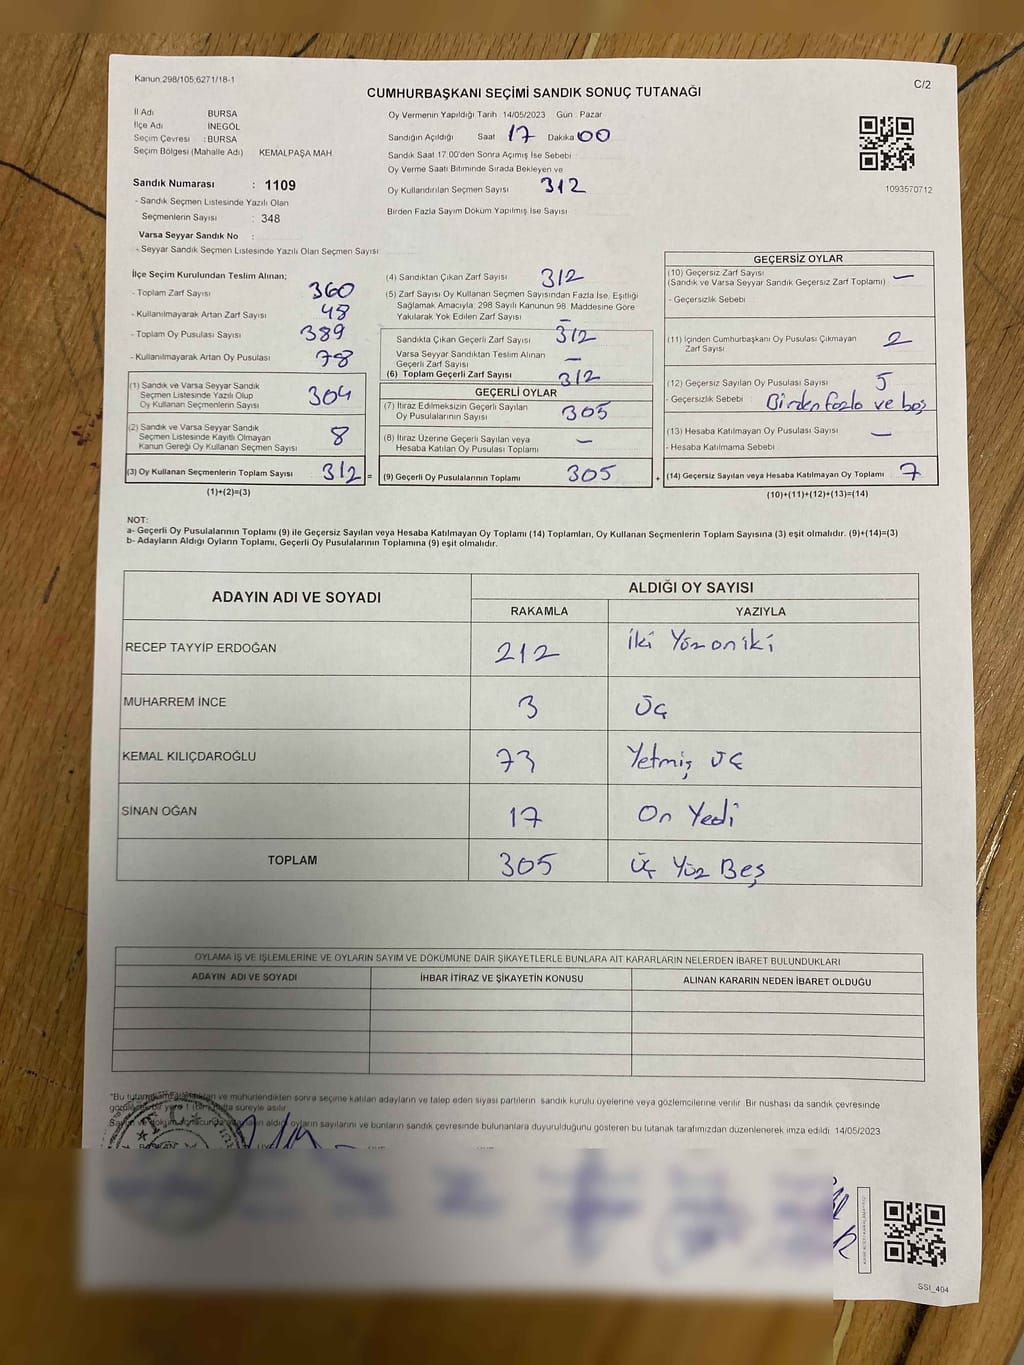 Kanun:298/105,6271/18-1
C/2
CUMHURBAŞKANI SEÇİMİ SANDIK SONUÇ TUTANAĞI
İl Adı BURSA
İlçe Adı İNEGÖL
Seçim Çevresi : BURSA
Seçim Bölgesi (Mahalle Adı) KEMALPAŞA MAH
Sandık Numarası : 1109
- Sandık Seçmen Listesinde Yazılı Olan
Seçmenlerin Sayısı : 348
Varsa Seyyar Sandık No :
- Seyyar Sandık Seçmen Listesinde Yazılı Olan Seçmen Sayısı
Oy Vermenin Yapıldığı Tarih : 14/05/2023 Gün : Pazar
Sandığın Açıldığı Saat 17 Dakika 00
Sandık Saat 17.00'den Sonra Açımış İse Sebebi
Oy Verme Saati Bitiminde Sırada Bekleyen ve
Oy Kullandırılan Seçmen Sayısı 312
Birden Fazla Sayım Döküm Yapılmış İse Sayısı
1093570712
İlçe Seçim Kurulundan Teslim Alınan;
- Toplam Zarf Sayısı 360
- Kullanılmayarak Artan Zarf Sayısı 48
- Toplam Oy Pusulası Sayısı 389
- Kullanılmayarak Artan Oy Pusulası 78
(1) Sandık ve Varsa Seyyar Sandık
Seçmen Listesinde Yazılı Olup
Oy Kullanan Seçmenlerin Sayısı 304
(2) Sandık ve Varsa Seyyar Sandık
Seçmen Listesinde Kayıtlı Olmayan
Kanun Gereği Oy Kullanan Seçmen Sayısı 8
(3) Oy Kullanan Seçmenlerin Toplam Sayısı 312 =
(1)+(2)=(3)
(4) Sandıktan Çıkan Zarf Sayısı 312
(5) Zarf Sayısı Oy Kullanan Seçmen Sayısından Fazla İse, Eşitliği
Sağlamak Amacıyla; 298 Sayılı Kanunun 98. Maddesine Göre
Yakılarak Yok Edilen Zarf Sayısı —
Sandıkta Çıkan Geçerli Zarf Sayısı 312
Varsa Seyyar Sandıktan Teslim Alınan
Geçerli Zarf Sayısı —
(6) Toplam Geçerli Zarf Sayısı 312
GEÇERLİ OYLAR
(7) İtiraz Edilmeksizin Geçerli Sayılan
Oy Pusulalarının Sayısı 305
(8) İtiraz Üzerine Geçerli Sayılan veya
Hesaba Katılan Oy Pusulası Toplamı —
(9) Geçerli Oy Pusulalarının Toplamı 305 +
GEÇERSİZ OYLAR
(10) Geçersiz Zarf Sayısı
(Sandık ve Varsa Seyyar Sandık Geçersiz Zarf Toplamı) —
- Geçersizlik Sebebi
(11) İçinden Cumhurbaşkanı Oy Pusulası Çıkmayan
Zarf Sayısı 2
(12) Geçersiz Sayılan Oy Pusulası Sayısı 5
- Geçersizlik Sebebi Birden fazla ve boş
(13) Hesaba Katılmayan Oy Pusulası Sayısı —
- Hesaba Katılmama Sebebi
(14) Geçersiz Sayılan veya Hesaba Katılmayan Oy Toplamı 7
(10)+(11)+(12)+(13)=(14)
NOT:
a- Geçerli Oy Pusulalarının Toplamı (9) ile Geçersiz Sayılan veya Hesaba Katılmayan Oy Toplamı (14) Toplamları, Oy Kullanan Seçmenlerin Toplam Sayısına (3) eşit olmalıdır. (9)+(14)=(3)
b- Adayların Aldığı Oyların Toplamı, Geçerli Oy Pusulalarının Toplamına (9) eşit olmalıdır.
ADAYIN ADI VE SOYADI ALDIĞI OY SAYISI
RAKAMLA YAZIYLA
RECEP TAYYİP ERDOĞAN 212 İki Yüz on iki
MUHARREM İNCE 3 Üç
KEMAL KILIÇDAROĞLU 73 Yetmiş üç
SİNAN OĞAN 17 On Yedi
TOPLAM 305 Üç Yüz Beş
OYLAMA İŞ VE İŞLEMLERİNE VE OYLARIN SAYIM VE DÖKÜMÜNE DAİR ŞİKAYETLERLE BUNLARA AİT KARARLARIN NELERDEN İBARET BULUNDUKLARI
ADAYIN ADI VE SOYADI İHBAR İTİRAZ VE ŞİKAYETİN KONUSU ALINAN KARARIN NEDEN İBARET OLDUĞU
"Bu ve mühürlendikten sonra seçime katılan adayların ve talep eden siyasi partilerin sandık kurulu üyelerine veya gözlemcilerine verilir. Bir nüshası da sandık çevresinde
süreyle asılır.
aldığı oyların sayılarını ve bunların sandık çevresinde bulunanlara duyurulduğunu gösteren bu tutanak tarafımızdan düzenlenerek imza edildi. 14/05/2023
SSI_404